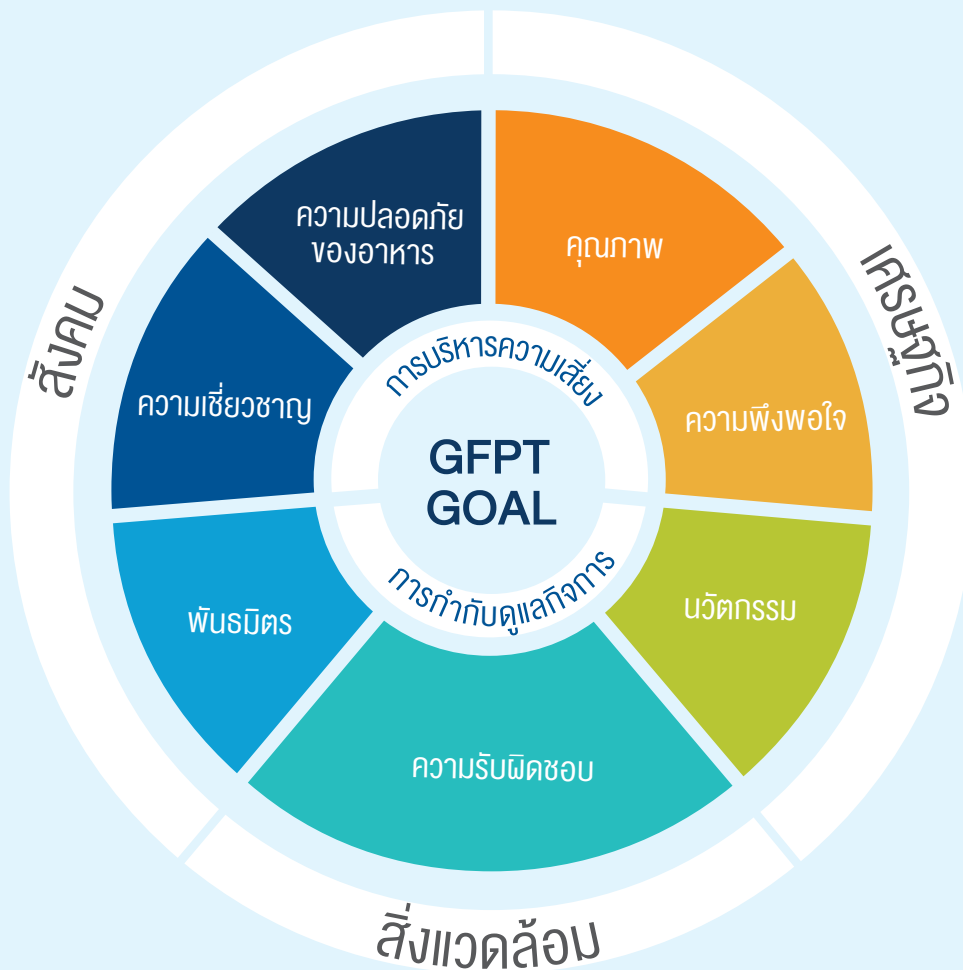 ความปลอดภัย
ของอาหาร
คุณภาพ
ความพึงพอใจ
นวัตกรรม
ความรับผิดชอบ
พันธมิตร
ความเชี่ยวชาญ
การบริหารความเสี่ยง
GFPT
GOAL
การกำกับดูแลกิจการ
สังคม
เศรษฐกิจ
สิ่งแวดล้อม